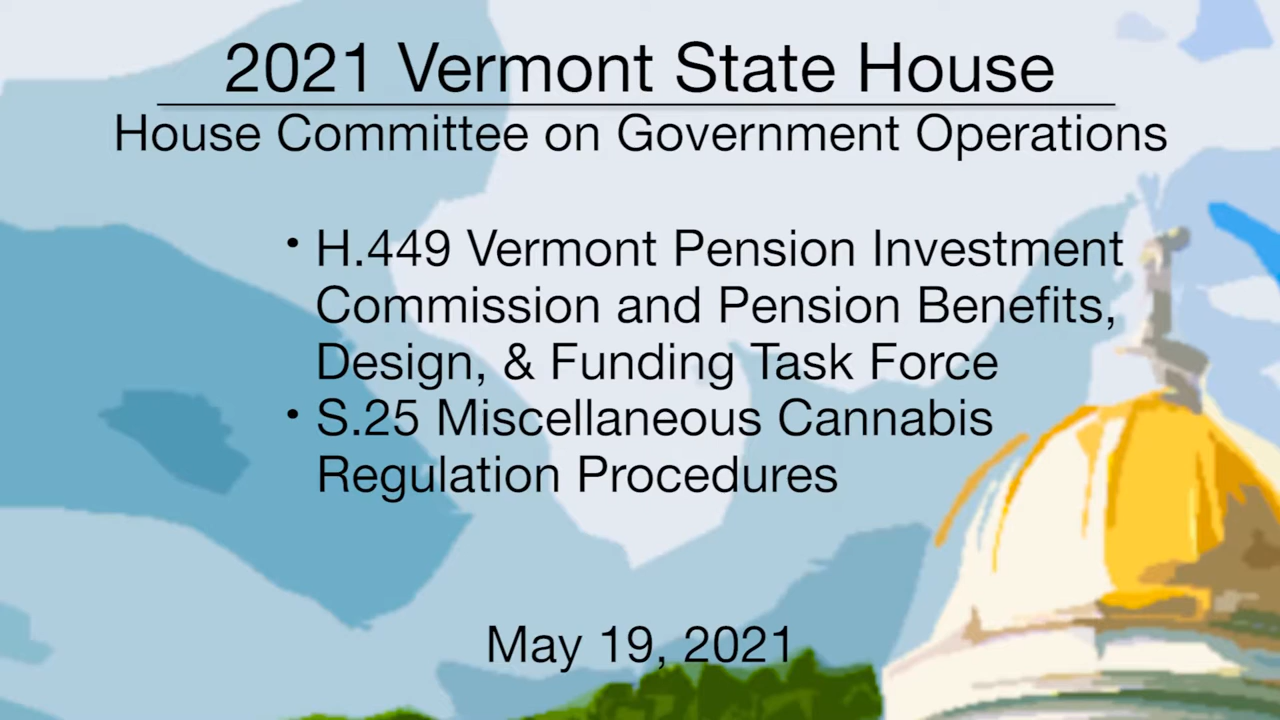 2021 Vermont State House
House Committee on Government Operations
• H.449 Vermont Pension Investment
Commission and Pension Benefits,
Design, & Funding Task Force
• S.25 Miscellaneous Cannabis
Regulation Procedures
May 19, 2021